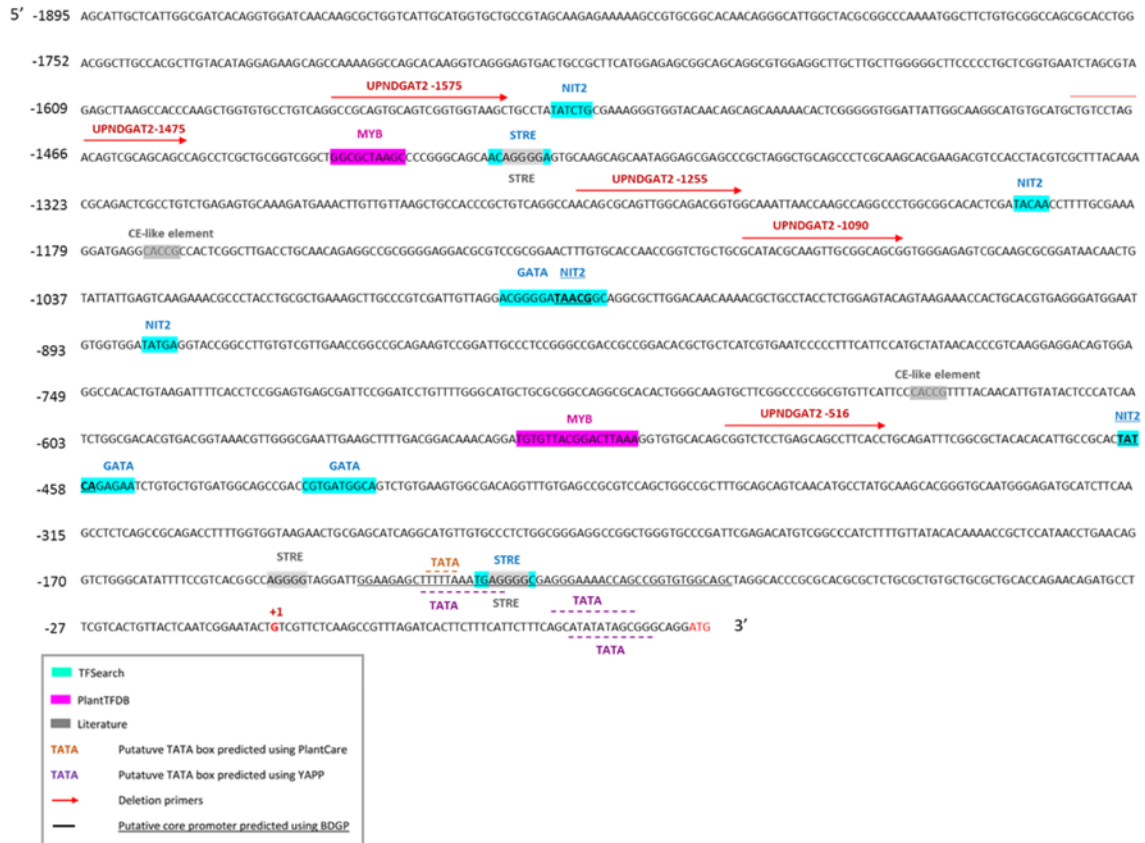 5′ -1895 AGCATTGCTCATTGGCGATCACAGGTGGATCAACAAGCGCTGGTCATTGCATGGTGCTGCCGTAGCAAGAGAAAAAGCCGTGCGGCACAACAGGGCATTGGCTACGCGGCCCAAAATGGCTTCTGTGCGGCCAGCGCACCTGG
-1752 ACGGCTTGCCACGCTTGTACATAGGAGAAGCAGCCAAAAGGCCAGCACAAGGTCAGGGAGTGACTGCCGCTTCATGGAGAGCGGCAGCAGGCGTGGAGGCTTGCTTGCTTGGGGGCTTCCCCCTGCTCGGTGAATCTAGCGTA
UPNDGAT2 -1575 NIT2
-1609 GAGCTTAAGCCACCCAAGCTGGTGTGCCTGTCAGGCCGCAGTGCAGTCGGTGGTAAGCTGCCTATATCTGCGAAAGGGTGGTACAACAGCAGCAAAAACACTCGGGGGTGGATTATTGGCAAGGCATGTGCATGCTGTCCTAG
UPNDGAT2 -1475 MYB STRE
-1466 ACAGTCGCAGCAGCCAGCCTCGCTGCGGTCGGCTGGCGCTAAGCCCCGGGCAGCAACAGGGGAGTGCAAGCAGCAATAGGAGCGAGCCCGCTAGGCTGCAGCCCTCGCAAGCACGAAGACGTCCACCTACGTCGCTTTACAAA
STRE UPNDGAT2 -1255 NIT2
-1323 CGCAGACTCGCCTGTCTGAGAGTGCAAAGATGAAACTTGTTGTTAAGCTGCCACCCGCTGTCAGGCCAACAGCGCAGTTGGCAGACGGTGGCAAATTAACCAAGCCAGGCCCTGGCGGCACACTCGATACAACCTTTTGCGAAA
CE-like element UPNDGAT2 -1090
-1179 GGATGAGGCACCGCCACTCGGCTTGACCTGCAACAGAGGCCGCGGGGAGGACGCGTCCGCGGAACTTTGTGCACCAACCGGTCTGCTGCGCATACGCAAGTTGCGGCAGCGGTGGGAGAGTCGCAAGCGCGGATAACAACTG
GATA NIT2
-1037 TATTATTGAGTCAAGAAACGCCCTACCTGCGCTGAAAGCTTGCCCGTCGATTGTTAGGACGGGGATAACGGCAGGCGCTTGGACAACAAAACGCTGCCTACCTCTGGAGTACAGTAAGAAACCACTGCACGTGAGGGATGGAAT
NIT2
-893 GTGGTGGATATGAGGTACCGGCCTTGTGTCGTTGAACCGGCCGCAGAAGTCCGGATTGCCCTCCGGGCCGACCGCCGGACACGCTGCTCATCGTGAATCCCCCTTTCATTCCATGCTATAACACCCGTCAAGGAGGACAGTGGA
CE-like element
-749 GGCCACACTGTAAGATTTTCACCTCCGGAGTGAGCGATTCCGGATCCTGTTTTGGGCATGCTGCGCGGCCAGGCGCACACTGGGCAAGTGCTTCGGCCCCGGCGTGTTCATTCCCACCGTTTTACAACATTGTATACTCCCATCAA
MYB UPNDGAT2 -516 NIT2
-603 TCTGGCGACACGTGACGGTAAACGTTGGGCGAATTGAAGCTTTTGACGGACAAACAGGATGTGTTACGGACTTAAAGGTGTGCACAGCGGTCTCCTGAGCAGCCTTCACCTGCAGATTTCGGCGCTACACACATTGCCGCACTAT
GATA GATA
-458 CAGAGAATCTGTGCTGTGATGGCAGCCGACCGTGATGGCAGTCTGTGAAGTGGCGACAGGTTTGTGAGCCGCGTCCAGCTGGCCGCTTTGCAGCAGTCAACATGCCTATGCAAGCACGGGTGCAATGGGAGATGCATCTTCAA
-315 GCCTCTCAGCCGCAGACCTTTTGGTGGTAAGAACTGCGAGCATCAGGCATGTTGTGCCCTCTGGCGGGAGGCCGGCTGGGTGCCCGATTCGAGACATGTCGGCCCATCTTTTGTTATACACAAAACCGCTCCATAACCTGAACAG
STRE TATA STRE
-170 GTCTGGGCATATTTTCCGTCACGGCCAGGGGTAGGATTGGAAGAGCTTTTTAAATGAGGGGCGAGGGAAAACCAGCCGGTGTGGCAGCTAGGCACCCGCGCACGCGCTCTGCGCTGTGCTGCGCTGCACCAGAACAGATGCCT
+1 TATA STRE TATA
-27 TCGTCACTGTTACTCAATCGGAATACTGTCGTTCTCAAGCCGTTTAGATCACTTCTTTCATTCTTTCAGCATATATAGCGGGCAGGATG 3′
TATA
TFSearch
PlantTFDB
Literature
TATA Putatuve TATA box predicted using PlantCare
TATA Putatuve TATA box predicted using YAPP
Deletion primers
Putative core promoter predicted using BDGP